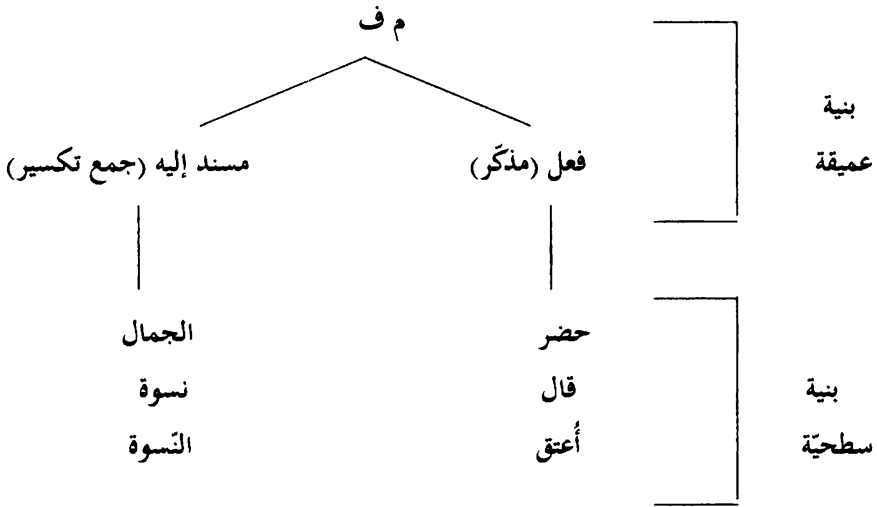 م ف
بنية
عميقة
فعل (مذكّر) مسند إليه (جمع تكسير)
حضر الجمال
بنية قال نسوة
سطحيّة أُعتق النّسوة